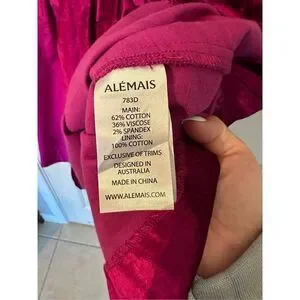 ALÉMAIS
783D
MAIN:
62% COTTON
36% VISCOSE
2% SPANDEX
LINING:
100% COTTON
EXCLUSIVE OF TRIMS
DESIGNED IN
AUSTRALIA
MADE IN CHINA
WWW.ALEMAIS.COM